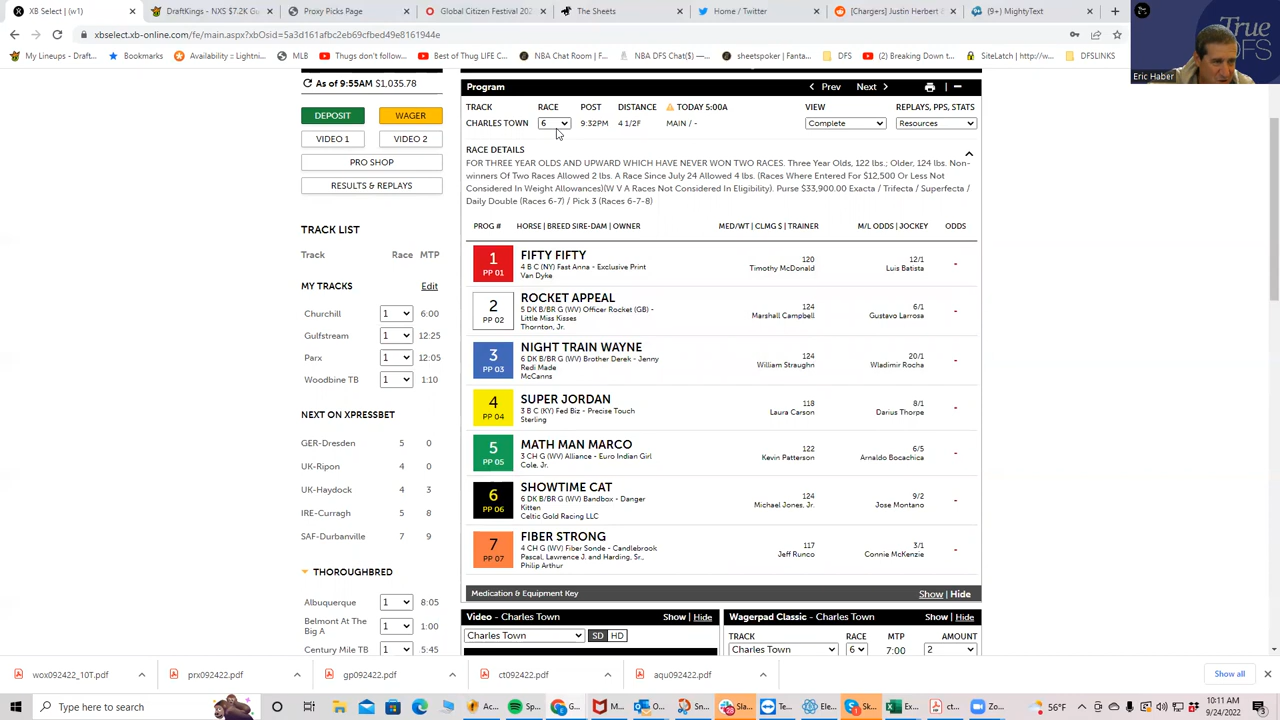 XB Select (w1)
DraftKings - NXS $7.2K Gu
Proxy Picks Page
Global Citizen Festival 202
The Sheets
Home / Twitter
[Chargers] Justin Herbert &
(9+) MightyText
xbselect.xb-online.com/fe/main.aspx?xbotSid=chaf69cbcfed49e8161944e
My Lineups - Draft
Bookmarks
Availability :: Lightni...
MLB
Thugs don't follow...
Best of Thug LIFE C...
NBA Chat Room | F...
NBA DFS Chat($) —...
sheetspoker | Fanta...
DFS
(2) Breaking Down t...
SiteLatch | http://w...
DFSLINKS
True
DFS
Eric Haber
As of 9:55AM $1,035.78
DEPOSIT WAGER
VIDEO 1 VIDEO 2
PRO SHOP
RESULTS & REPLAYS
TRACK LIST
Track Race MTP
MY TRACKS Edit
Churchill 1 6:00
Gulfstream 1 12:25
Parx 1 12:05
Woodbine TB 1 1:10
NEXT ON XPRESSBET
GER-Dresden 5 0
UK-Ripon 4 0
UK-Haydock 4 3
IRE-Curragh 5 8
SAF-Durbanville 7 9
THOROUGHBRED
Albuquerque 1 8:05
Belmont At The Big A 1 1:00
Century Mile TB 1 5:45
Program Prev Next
TRACK RACE POST DISTANCE TODAY 5:00A VIEW REPLAYS, PPS, STATS
CHARLES TOWN 6 9:32PM 4 1/2F MAIN / - Complete Resources
RACE DETAILS
FOR THREE YEAR OLDS AND UPWARD WHICH HAVE NEVER WON TWO RACES. Three Year Olds, 122 lbs.; Older, 124 lbs. Non-
winners Of Two Races Allowed 2 lbs. A Race Since July 24 Allowed 4 lbs. (Races Where Entered For $12,500 Or Less Not
Considered In Weight Allowances)(W V A Races Not Considered In Eligibility). Purse $33,900.00 Exacta / Trifecta / Superfecta /
Daily Double (Races 6-7) / Pick 3 (Races 6-7-8)
PROG # HORSE | BREED SIRE-DAM | OWNER MED/WT | CLMG $ | TRAINER M/L ODDS | JOCKEY ODDS
1 PP 01
FIFTY FIFTY
4 B C (NY) Fast Anna - Exclusive Print
Van Dyke
120
Timothy McDonald
12/1
Luis Batista
-
2 PP 02
ROCKET APPEAL
5 DK B/BR G (WV) Officer Rocket (GB) -
Little Miss Kisses
Thornton, Jr.
124
Marshall Campbell
6/1
Gustavo Larrosa
-
3 PP 03
NIGHT TRAIN WAYNE
6 DK B/BR G (WV) Brother Derek - Jenny
Redi Made
McCanns
124
William Straughn
20/1
Wladimir Rocha
-
4 PP 04
SUPER JORDAN
3 B C (KY) Fed Biz - Precise Touch
Sterling
118
Laura Carson
8/1
Darius Thorpe
-
5 PP 05
MATH MAN MARCO
3 CH G (WV) Alliance - Euro Indian Girl
Cole, Jr.
122
Kevin Patterson
6/5
Arnaldo Bocachica
-
6 PP 06
SHOWTIME CAT
6 DK B/BR G (WV) Bandbox - Danger
Kitten
Celtic Gold Racing LLC
124
Michael Jones, Jr.
9/2
Jose Montano
-
7 PP 07
FIBER STRONG
4 CH G (WV) Fiber Sonde - Candlebrook
Pascal, Lawrence J. and Harding, Sr.,
Philip Arthur
117
Jeff Runco
3/1
Connie McKenzie
-
Medication & Equipment Key Show | Hide
Video - Charles Town Show | Hide
Charles Town SD HD
Wagerpad Classic - Charles Town Show | Hide
TRACK RACE MTP AMOUNT
Charles Town 6 7:00 2
wox092422_10T.pdf
prx092422.pdf
gp092422.pdf
ct092422.pdf
aqu092422.pdf
Show all
Type here to search
Acc
Sp
G
M
O
Sn
Sla
Te
Ele
Sk
Exc
ct
Zo
56°F
10:11 AM
9/24/2022